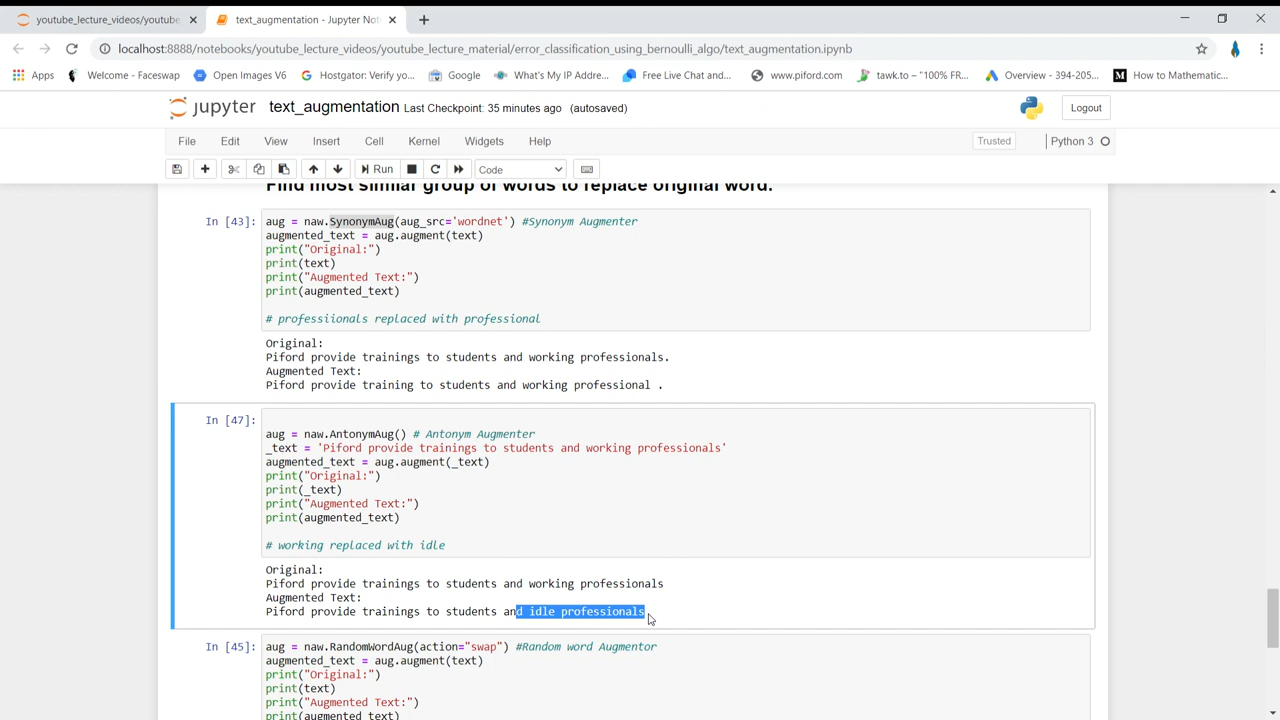 youtube_lecture_videos/youtube_
text_augmentation - Jupyter Not
localhost:8888/notebooks/youtube_lecture_videos/youtube_lecture_material/error_classification_using_bernoulli_algo/text_augmentation.ipynb
Apps
Welcome - Faceswap
Open Images V6
Hostgator: Verify yo...
Google
What's My IP Addre...
Free Live Chat and...
www.piford.com
tawk.to – "100% FR...
Overview - 394-205...
How to Mathematic...
jupyter text_augmentation Last Checkpoint: 35 minutes ago (autosaved)
Logout
File Edit View Insert Cell Kernel Widgets Help
Trusted
Python 3
Run
Code
Find most similar group of words to replace original word.
In [43]: aug = naw.SynonymAug(aug_src='wordnet') #Synonym Augmenter
augmented_text = aug.augment(text)
print("Original:")
print(text)
print("Augmented Text:")
print(augmented_text)
# professiionals replaced with professional
Original:
Piford provide trainings to students and working professionals.
Augmented Text:
Piford provide training to students and working professional .
In [47]:
aug = naw.AntonymAug() # Antonym Augmenter
_text = 'Piford provide trainings to students and working professionals'
augmented_text = aug.augment(_text)
print("Original:")
print(_text)
print("Augmented Text:")
print(augmented_text)
# working replaced with idle
Original:
Piford provide trainings to students and working professionals
Augmented Text:
Piford provide trainings to students and idle professionals
In [45]: aug = naw.RandomWordAug(action="swap") #Random word Augmentor
augmented_text = aug.augment(text)
print("Original:")
print(text)
print("Augmented Text:")
print(augmented_text)